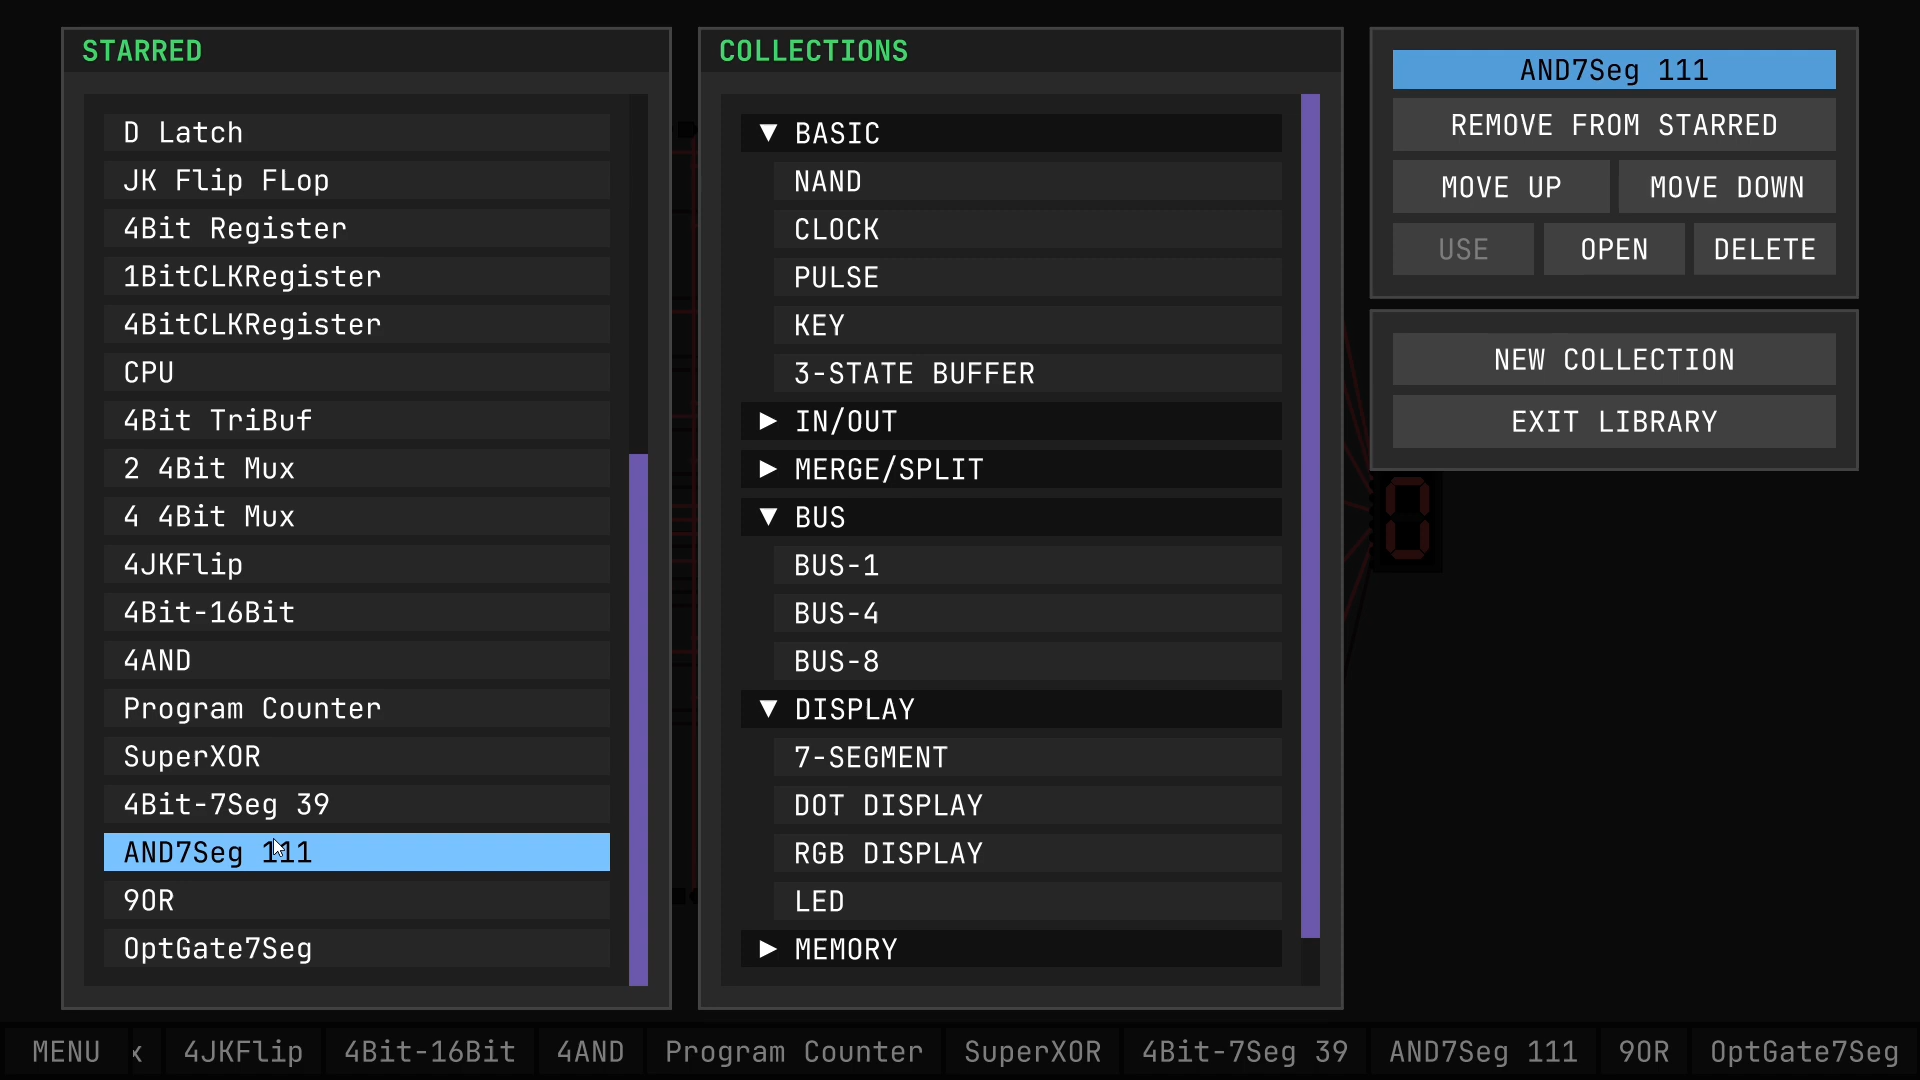 STARRED
D Latch
JK Flip FLop
4Bit Register
1BitCLKRegister
4BitCLKRegister
CPU
4Bit TriBuf
2 4Bit Mux
4 4Bit Mux
4JKFlip
4Bit-16Bit
4AND
Program Counter
SuperXOR
4Bit-7Seg 39
AND7Seg 111
9OR
OptGate7Seg
COLLECTIONS
▼ BASIC
NAND
CLOCK
PULSE
KEY
3-STATE BUFFER
▶ IN/OUT
▶ MERGE/SPLIT
▼ BUS
BUS-1
BUS-4
BUS-8
▼ DISPLAY
7-SEGMENT
DOT DISPLAY
RGB DISPLAY
LED
▶ MEMORY
AND7Seg 111
REMOVE FROM STARRED
MOVE UP MOVE DOWN
USE OPEN DELETE
NEW COLLECTION
EXIT LIBRARY
0
MENU x 4JKFlip 4Bit-16Bit 4AND Program Counter SuperXOR 4Bit-7Seg 39 AND7Seg 111 9OR OptGate7Seg